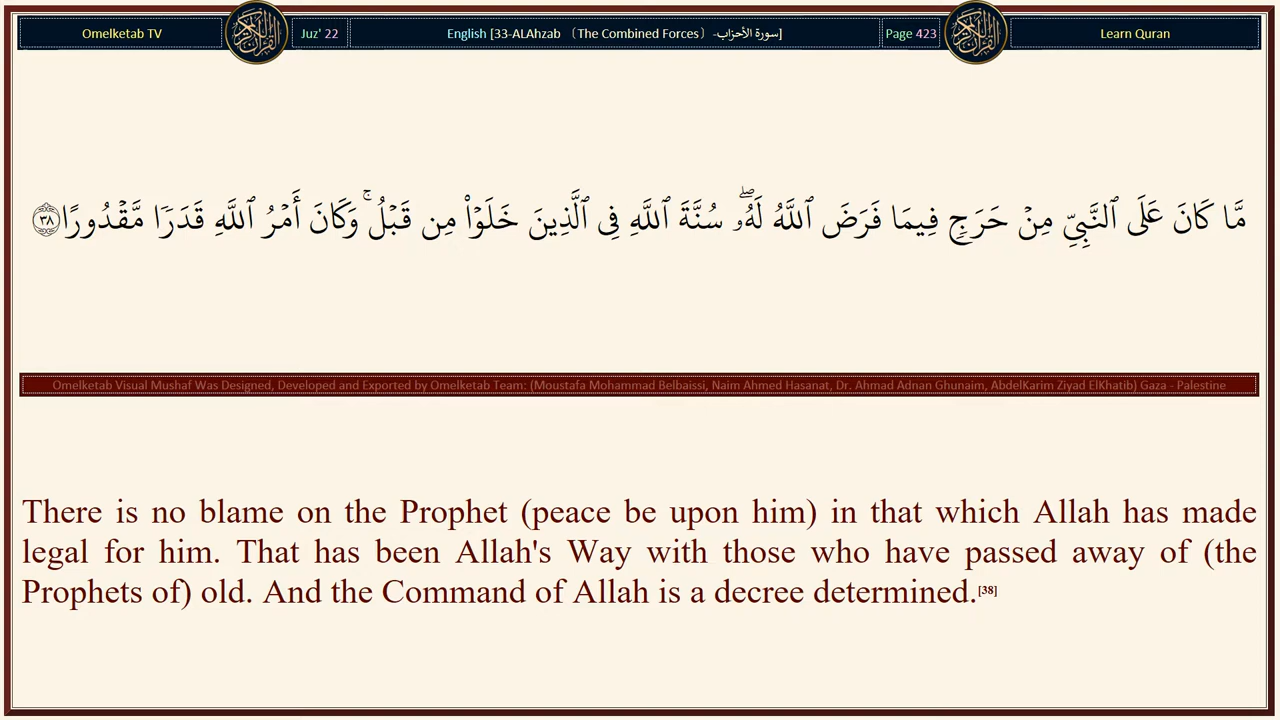 Omelketab TV
Juz' 22
English [33-ALAhzab (The Combined Forces) -سورة الأحزاب]
Page 423
Learn Quran
مَّا كَانَ عَلَى ٱلنَّبِيِّ مِنۡ حَرَجٖ فِيمَا فَرَضَ ٱللَّهُ لَهُۥۖ سُنَّةَ ٱللَّهِ فِى ٱلَّذِينَ خَلَوۡاْ مِن قَبۡلُۚ وَكَانَ أَمۡرُ ٱللَّهِ قَدَرٗا مَّقۡدُورًا ٣٨
Omelketab Visual Mushaf Was Designed, Developed and Exported by Omelketab Team: (Moustafa Mohammad Belbaissi, Naim Ahmed Hasanat, Dr. Ahmad Adnan Ghunaim, AbdelKarim Ziyad ElKhatib) Gaza - Palestine
There is no blame on the Prophet (peace be upon him) in that which Allah has made
legal for him. That has been Allah's Way with those who have passed away of (the
Prophets of) old. And the Command of Allah is a decree determined.[38]